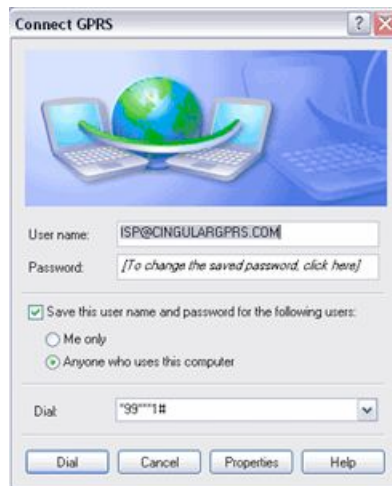 Connect GPRS
User name: ISP@CINGULARGPRS.COM
Password: [To change the saved password, click here]
Save this user name and password for the following users:
Me only
Anyone who uses this computer
Dial: *99***1#
Dial Cancel Properties Help